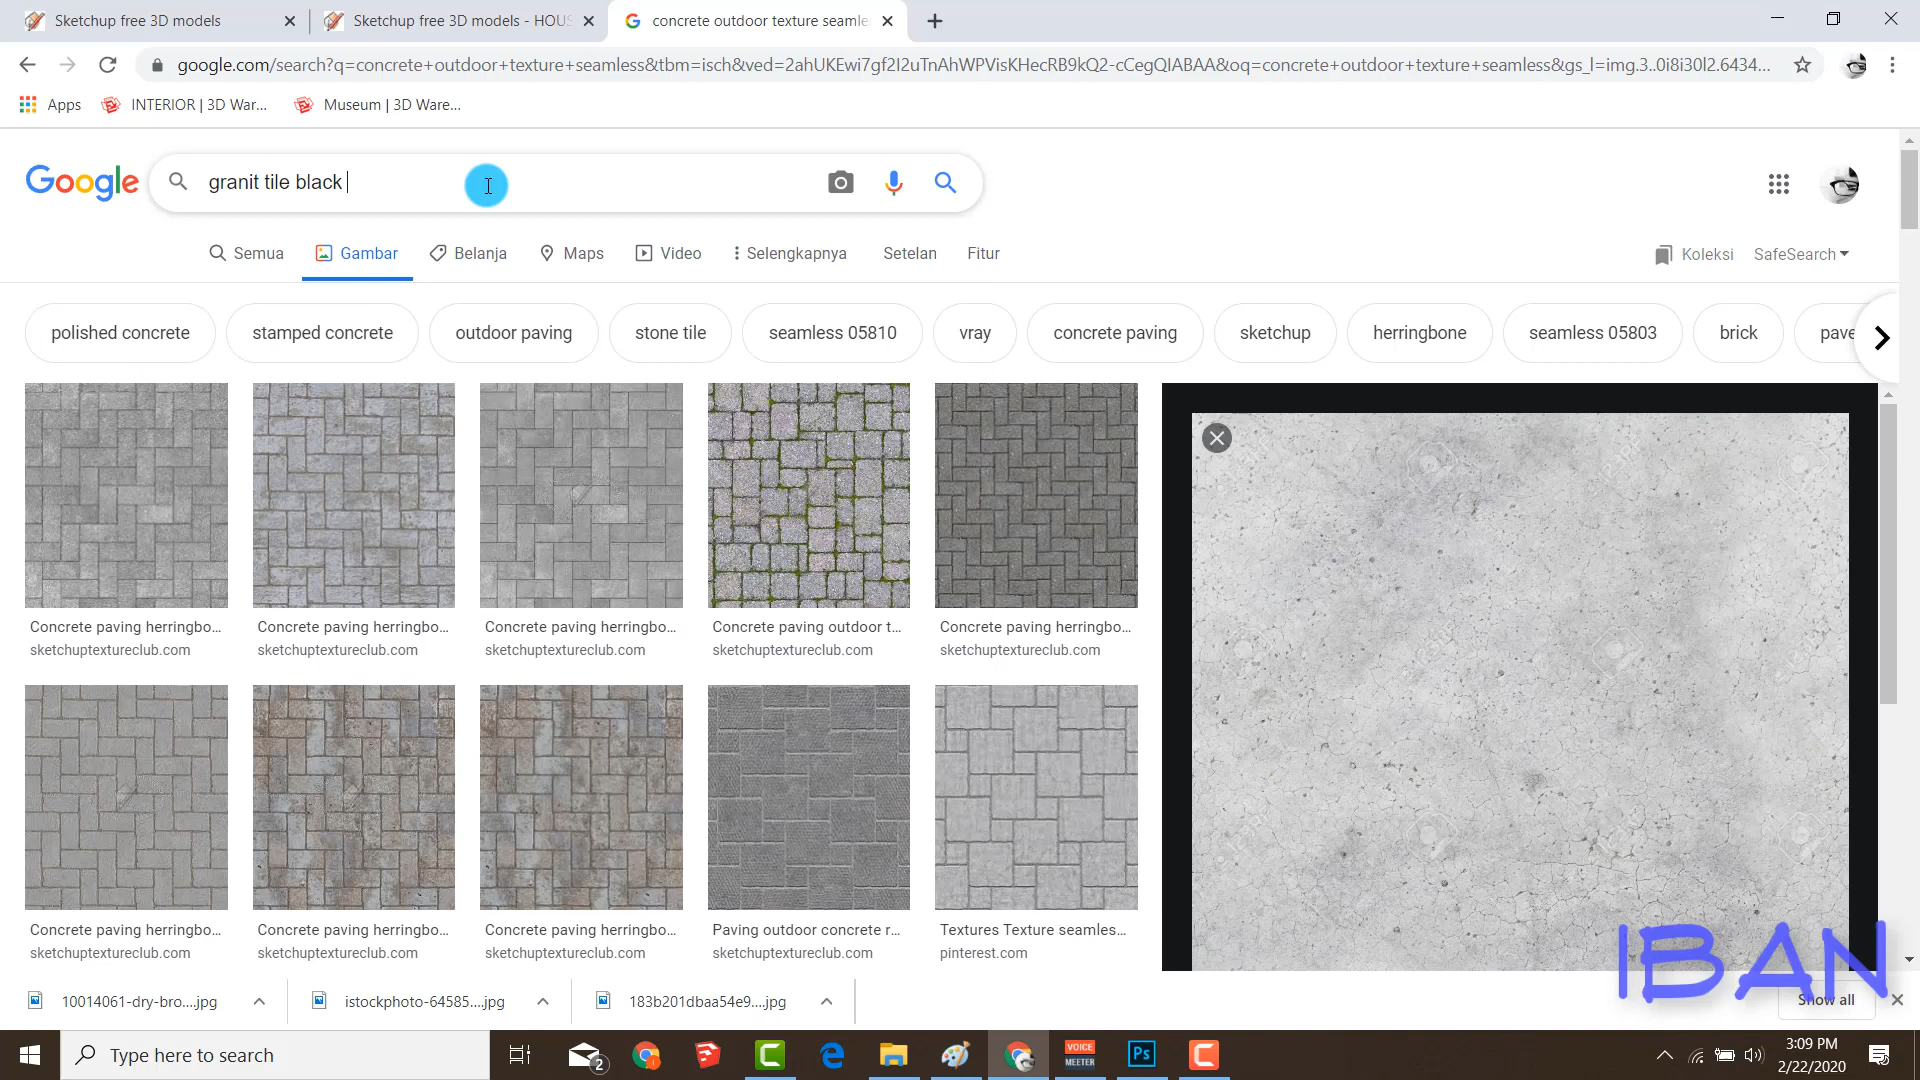 Sketchup free 3D models
Sketchup free 3D models - HOUS
concrete outdoor texture seamle
google.com/search?q=concrete+outdoor+texture+seamless&tbm=isch&ved=2ahUKEwi7gf2I2uTnAhWPVisKHecRB9kQ2-cCegQIABAA&oq=concrete+outdoor+texture+seamless&gs_l=img.3..0i8i30l2.6434...
Apps
INTERIOR | 3D War...
Museum | 3D Ware...
Google
granit tile black
Semua
Gambar
Belanja
Maps
Video
Selengkapnya
Setelan
Fitur
Koleksi
SafeSearch
polished concrete
stamped concrete
outdoor paving
stone tile
seamless 05810
vray
concrete paving
sketchup
herringbone
seamless 05803
brick
pave
Concrete paving herringbo...
sketchuptextureclub.com
Concrete paving herringbo...
sketchuptextureclub.com
Concrete paving herringbo...
sketchuptextureclub.com
Concrete paving outdoor t...
sketchuptextureclub.com
Concrete paving herringbo...
sketchuptextureclub.com
Concrete paving herringbo...
sketchuptextureclub.com
Concrete paving herringbo...
sketchuptextureclub.com
Concrete paving herringbo...
sketchuptextureclub.com
Paving outdoor concrete r...
sketchuptextureclub.com
Textures Texture seamles...
pinterest.com
IBAN
10014061-dry-bro....jpg
istockphoto-64585....jpg
183b201dbaa54e9....jpg
Show all
Type here to search
2
VOICE
MEETER
Ps
3:09 PM
2/22/2020